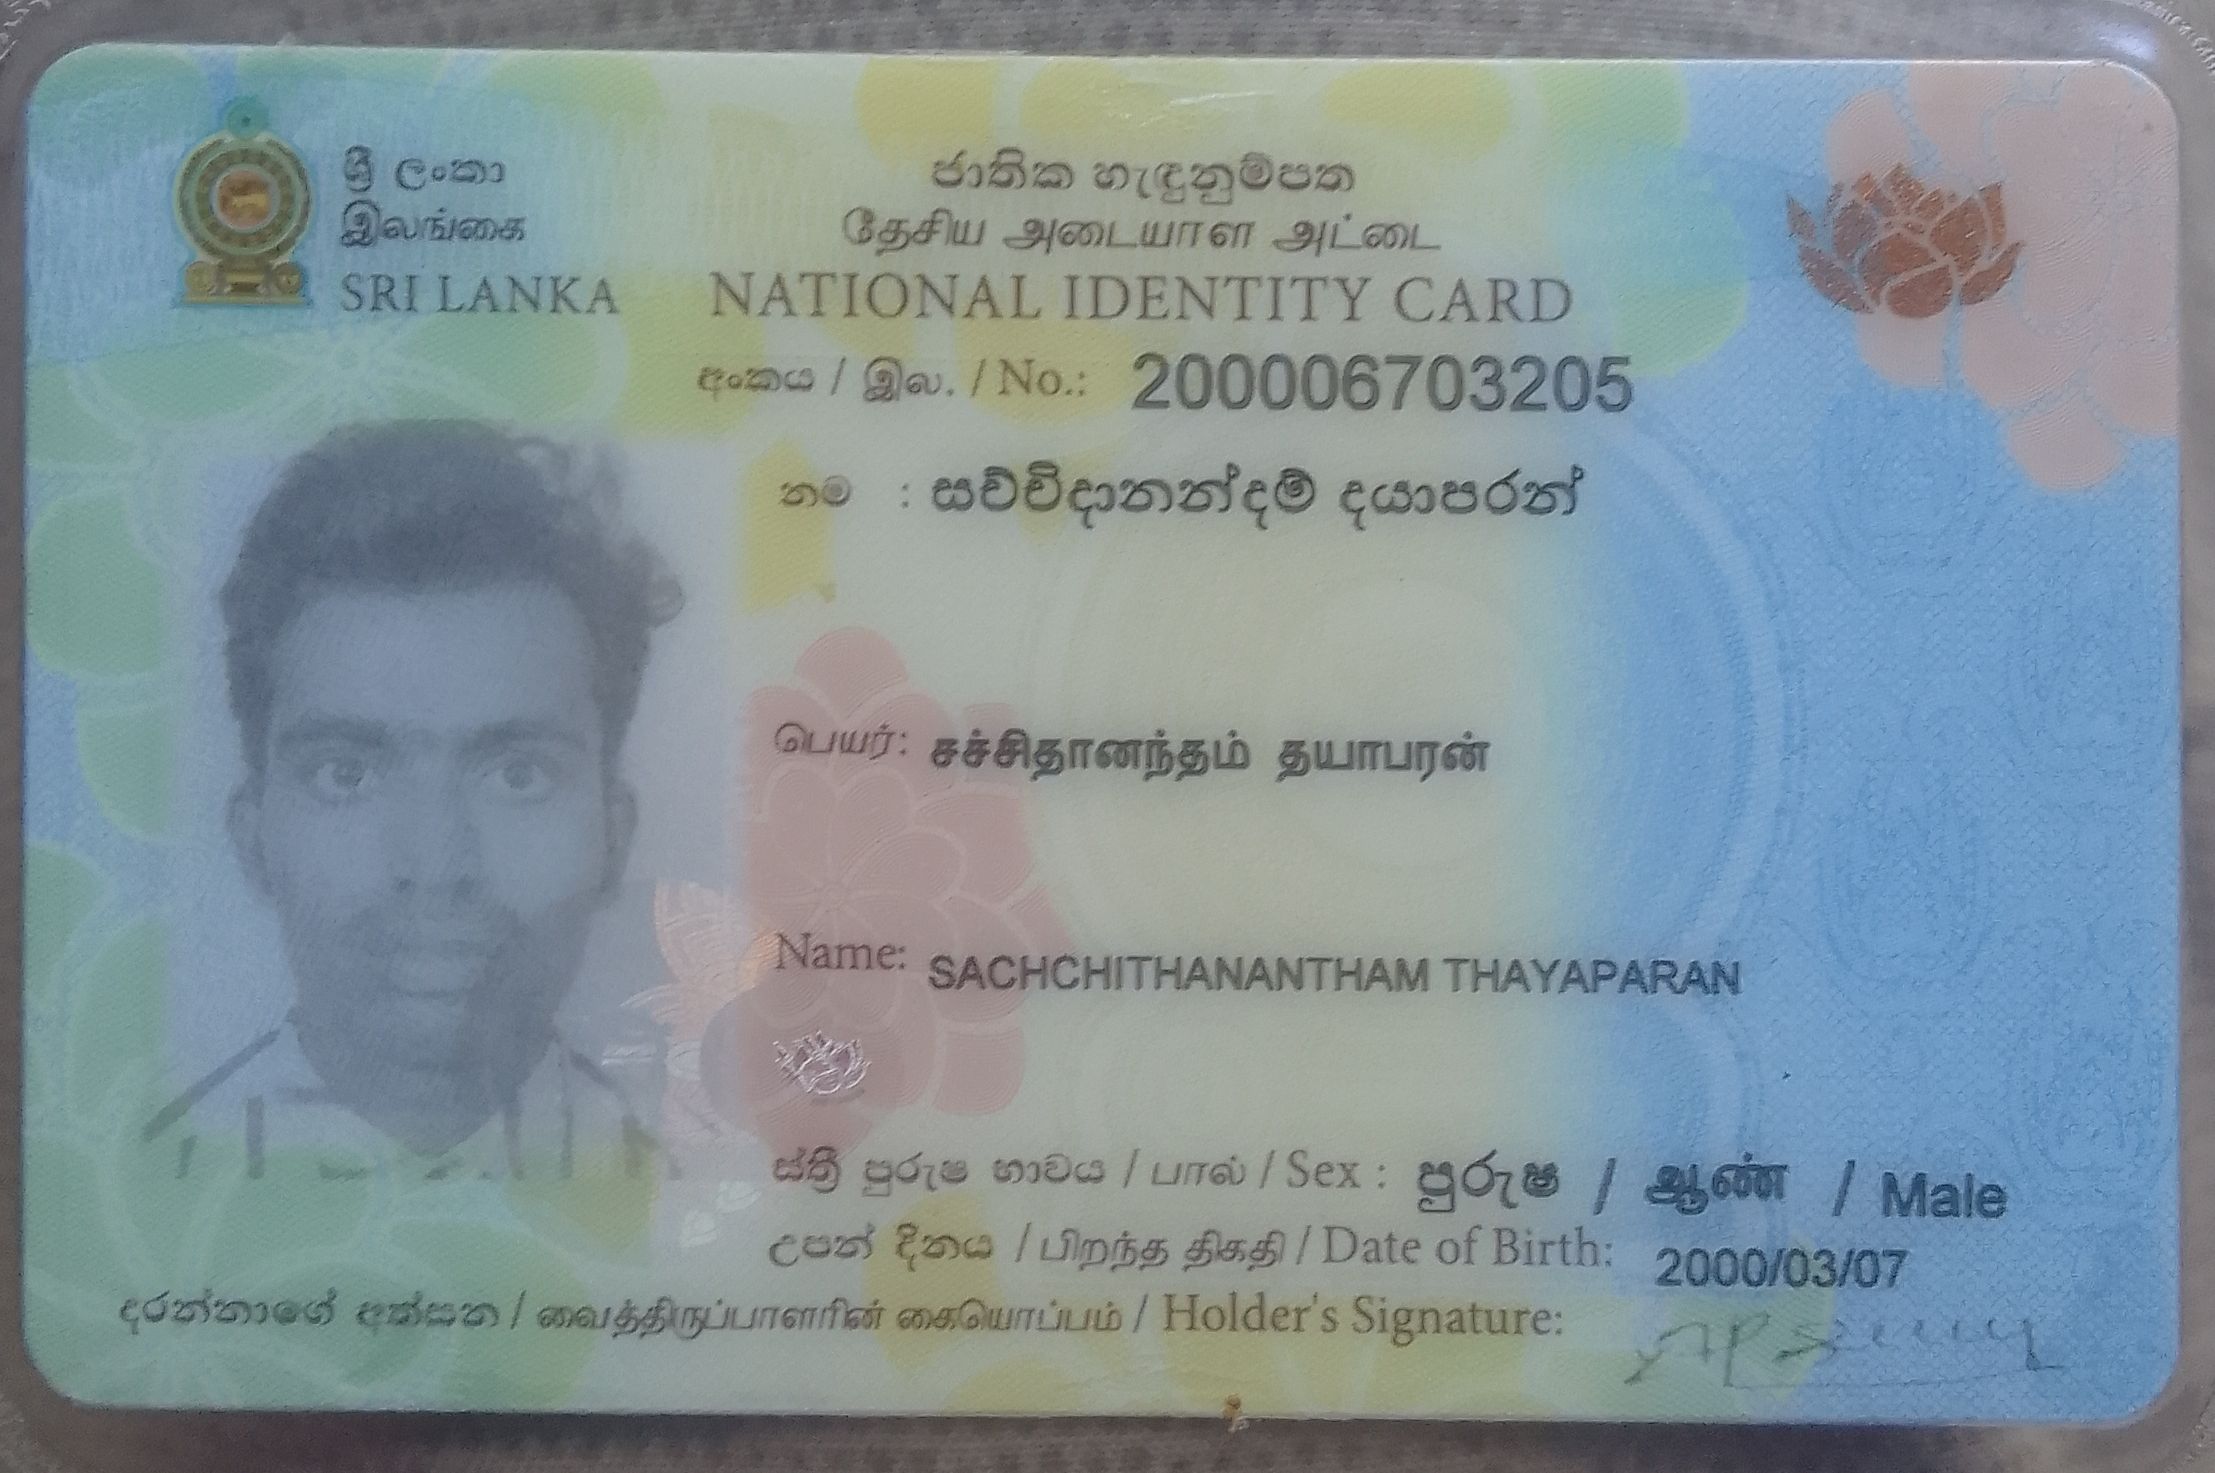 ශ්‍රී ලංකා
இலங்கை
SRI LANKA
ජාතික හැඳුනුම්පත
தேசிய அடையாள அட்டை
NATIONAL IDENTITY CARD
අංකය / இல. / No.: 200006703205
නම : සච්චිදානන්දම් දයාපරන්
பெயர்: சச்சிதானந்தம் தயாபரன்
Name: SACHCHITHANANTHAM THAYAPARAN
ස්ත්‍රී පුරුෂ භාවය / பால் / Sex : පුරුෂ / ஆண் / Male
උපන් දිනය / பிறந்த திகதி / Date of Birth: 2000/03/07
දරන්නාගේ අත්සන / வைத்திருப்பாளரின் கையொப்பம் / Holder's Signature: